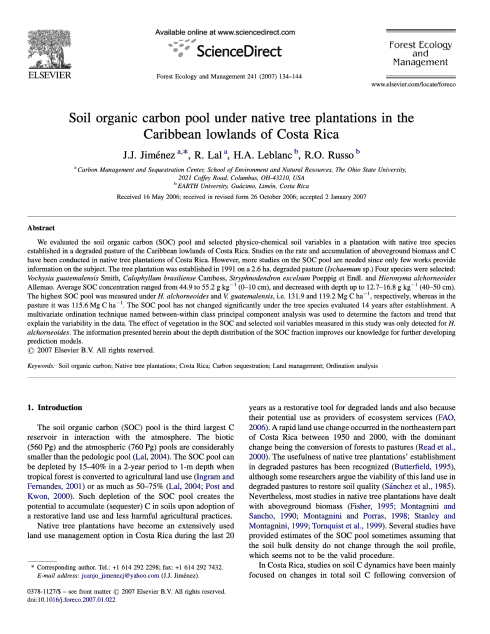 Available online at www.sciencedirect.com
ScienceDirect
ELSEVIER
Forest Ecology and Management 241 (2007) 134–144
Forest Ecology
and
Management
www.elsevier.com/locate/foreco
Soil organic carbon pool under native tree plantations in the
Caribbean lowlands of Costa Rica
J.J. Jiménez a,*, R. Lal a, H.A. Leblanc b, R.O. Russo b
a Carbon Management and Sequestration Center, School of Environment and Natural Resources, The Ohio State University,
2021 Coffey Road, Columbus, OH-43210, USA
b EARTH University, Guácimo, Limón, Costa Rica
Received 16 May 2006; received in revised form 26 October 2006; accepted 2 January 2007
Abstract
We evaluated the soil organic carbon (SOC) pool and selected physico-chemical soil variables in a plantation with native tree species
established in a degraded pasture of the Caribbean lowlands of Costa Rica. Studies on the rate and accumulation of aboveground biomass and C
have been conducted in native tree plantations of Costa Rica. However, more studies on the SOC pool are needed since only few works provide
information on the subject. The tree plantation was established in 1991 on a 2.6 ha. degraded pasture (Ischaemum sp.) Four species were selected:
Vochysia guatemalensis Smith, Calophyllum brasiliense Cambess, Stryphnodendron excelsum Poeppig et Endl. and Hieronyma alchorneoides
Allemao. Average SOC concentration ranged from 44.9 to 55.2 g kg−1 (0–10 cm), and decreased with depth up to 12.7–16.8 g kg−1 (40–50 cm).
The highest SOC pool was measured under H. alchorneoides and V. guatemalensis, i.e. 131.9 and 119.2 Mg C ha−1, respectively, whereas in the
pasture it was 115.6 Mg C ha−1. The SOC pool has not changed significantly under the tree species evaluated 14 years after establishment. A
multivariate ordination technique named between-within class principal component analysis was used to determine the factors and trend that
explain the variability in the data. The effect of vegetation in the SOC and selected soil variables measured in this study was only detected for H.
alchorneoides. The information presented herein about the depth distribution of the SOC fraction improves our knowledge for further developing
prediction models.
© 2007 Elsevier B.V. All rights reserved.
Keywords: Soil organic carbon; Native tree plantations; Costa Rica; Carbon sequestration; Land management; Ordination analysis
1. Introduction
The soil organic carbon (SOC) pool is the third largest C
reservoir in interaction with the atmosphere. The biotic
(560 Pg) and the atmospheric (760 Pg) pools are considerably
smaller than the pedologic pool (Lal, 2004). The SOC pool can
be depleted by 15–40% in a 2-year period to 1-m depth when
tropical forest is converted to agricultural land use (Ingram and
Fernandes, 2001) or as much as 50–75% (Lal, 2004; Post and
Kwon, 2000). Such depletion of the SOC pool creates the
potential to accumulate (sequester) C in soils upon adoption of
a restorative land use and less harmful agricultural practices.
Native tree plantations have become an extensively used
land use management option in Costa Rica during the last 20
* Corresponding author. Tel.: +1 614 292 2298; fax: +1 614 292 7432.
E-mail address: juanjo_jimenezj@yahoo.com (J.J. Jiménez).
years as a restorative tool for degraded lands and also because
their potential use as providers of ecosystem services (FAO,
2006). A rapid land use change occurred in the northeastern part
of Costa Rica between 1950 and 2000, with the dominant
change being the conversion of forests to pastures (Read et al.,
2000). The usefulness of native tree plantations' establishment
in degraded pastures has been recognized (Butterfield, 1995),
although some researchers argue the viability of this land use in
degraded pastures to restore soil quality (Sánchez et al., 1985).
Nevertheless, most studies in native tree plantations have dealt
with aboveground biomass (Fisher, 1995; Montagnini and
Sancho, 1990; Montagnini and Porras, 1998; Stanley and
Montagnini, 1999; Tornquist et al., 1999). Several studies have
provided estimates of the SOC pool sometimes assuming that
the soil bulk density do not change through the soil profile,
which seems not to be the valid procedure.
In Costa Rica, studies on soil C dynamics have been mainly
focused on changes in total soil C following conversion of
0378-1127/$ – see front matter © 2007 Elsevier B.V. All rights reserved.
doi:10.1016/j.foreco.2007.01.022